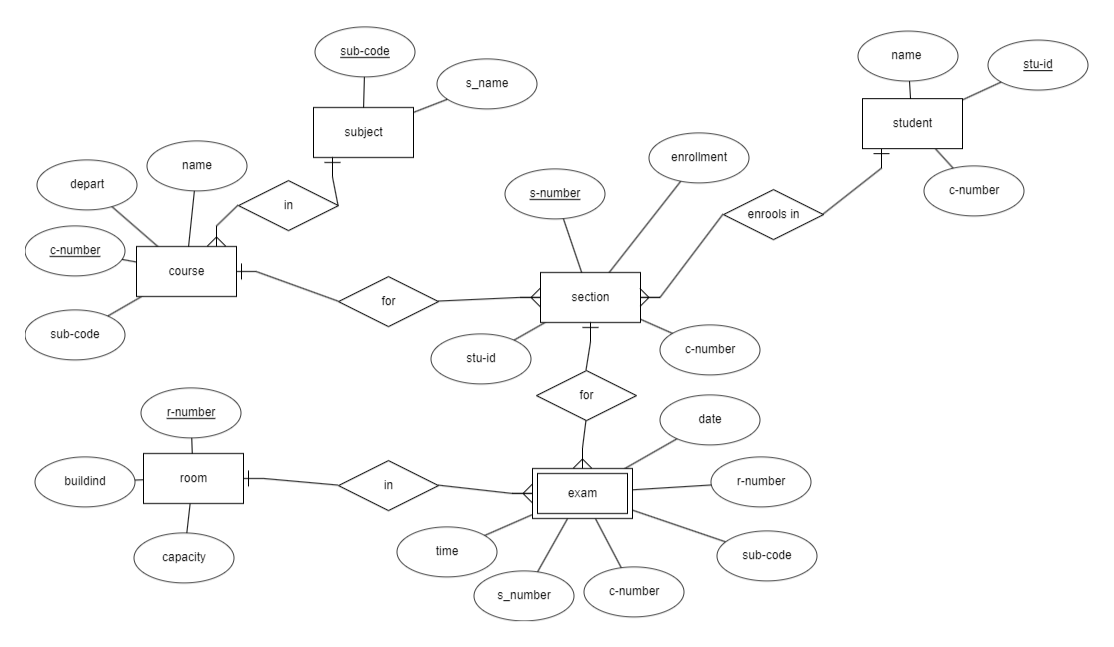 sub-code
s_name
subject
name
stu-id
student
c-number
enrollment
s-number
enrools in
name
depart
in
c-number
course
sub-code
for
section
stu-id
c-number
for
date
r-number
room
buildind
capacity
in
exam
r-number
time
sub-code
s_number
c-number